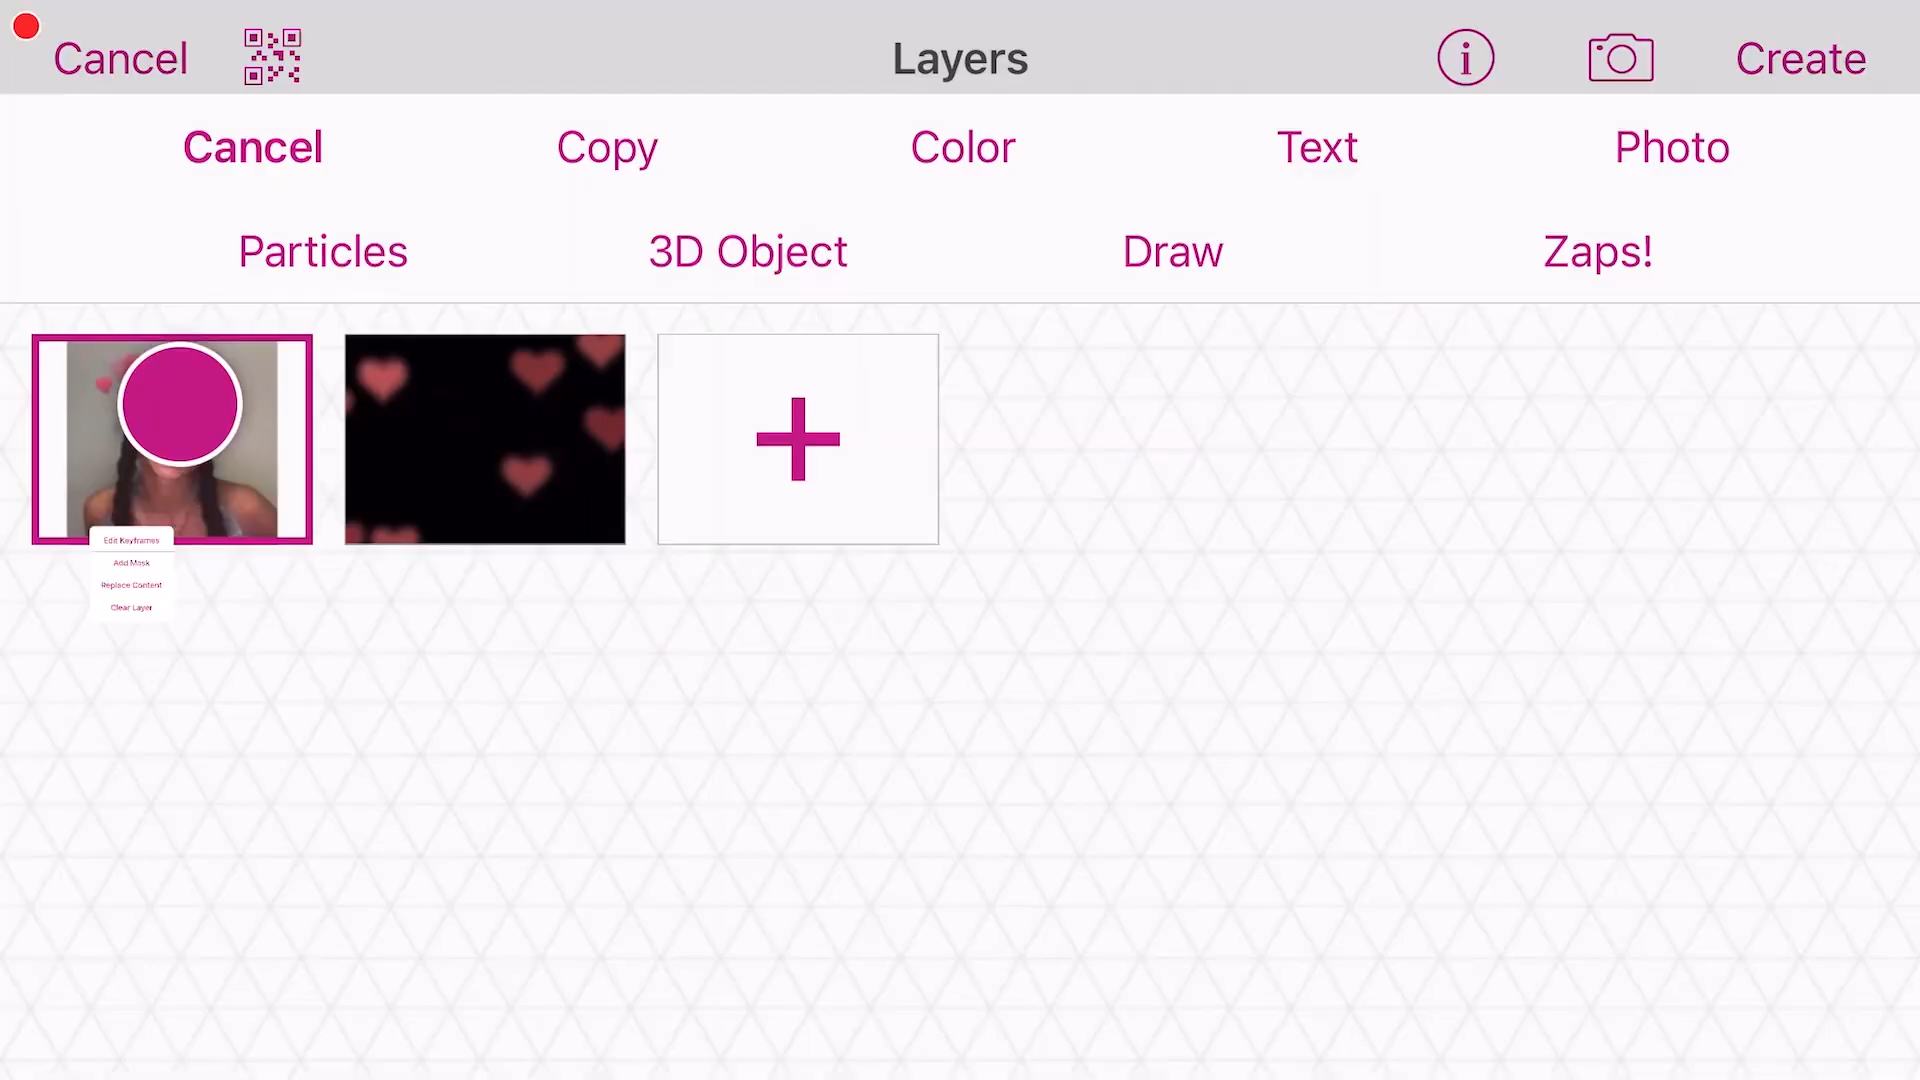 Cancel Layers Create
Cancel Copy Color Text Photo
Particles 3D Object Draw Zaps!
Edit Keyframes
Add Mask
Replace Content
Clear Layer